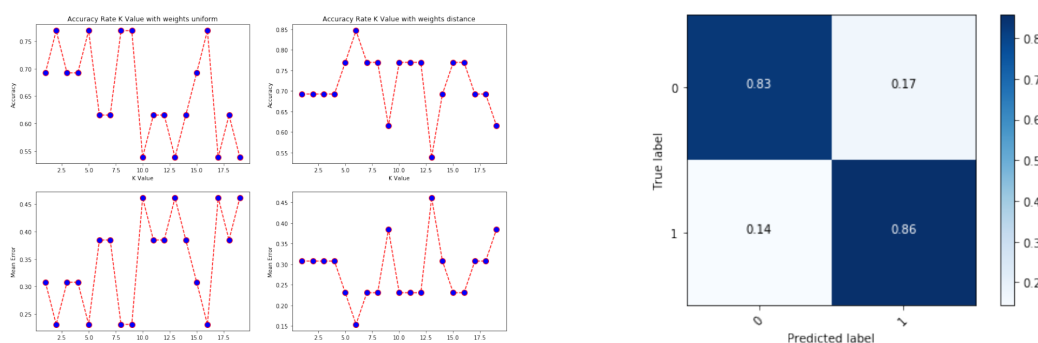 Accuracy Rate K Value with weights uniform
Accuracy
0.75
0.70
0.65
0.60
0.55
2.5 5.0 7.5 10.0 12.5 15.0 17.5
K Value
Accuracy Rate K Value with weights distance
Accuracy
0.85
0.80
0.75
0.70
0.65
0.60
0.55
2.5 5.0 7.5 10.0 12.5 15.0 17.5
K Value
Mean Error
0.45
0.40
0.35
0.30
0.25
2.5 5.0 7.5 10.0 12.5 15.0 17.5
Mean Error
0.45
0.40
0.35
0.30
0.25
0.20
0.15
2.5 5.0 7.5 10.0 12.5 15.0 17.5
True label
0
1
0.83 0.17
0.14 0.86
0 1
Predicted label
0.8
0.7
0.6
0.5
0.4
0.3
0.2